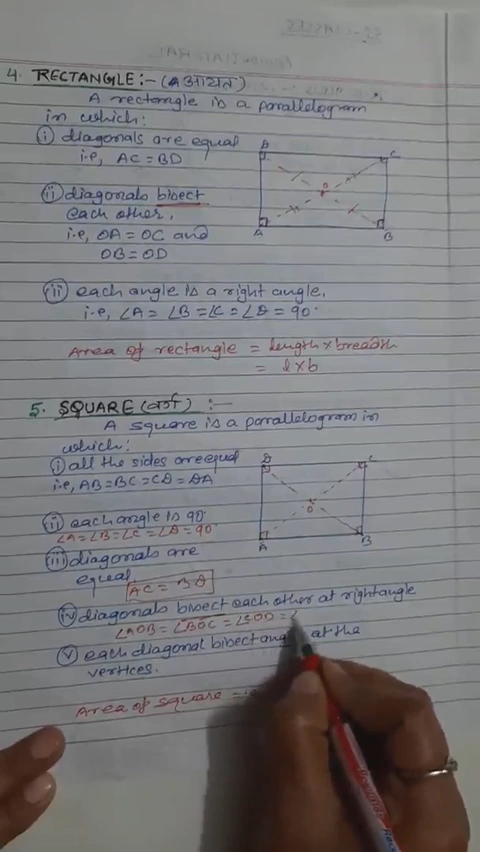 4. RECTANGLE :- (आयत)
A rectangle is a parallelogram
in which:
(i) diagonals are equal
i.e, AC = BD
(ii) diagonals bisect
each other.
i.e, OA = OC and
OB = OD
(ii) each angle is a right angle.
i.e, ∠A = ∠B = ∠C = ∠D = 90°
Area of rectangle = length × breadth
= l × b
D C
O
A B
5. SQUARE (वर्ग) :-
A square is a parallelogram in
which:
(i) all the sides are equal
i.e, AB = BC = CD = DA
(ii) each angle is 90°
∠A = ∠B = ∠C = ∠D = 90°
(iii) diagonals are
equal
AC = BD
D C
O
A B
(iv) diagonals bisect each other at right angle
∠AOB = ∠BOC = ∠COD =
(v) each diagonal bisect angle at the
vertices.
Area of square =